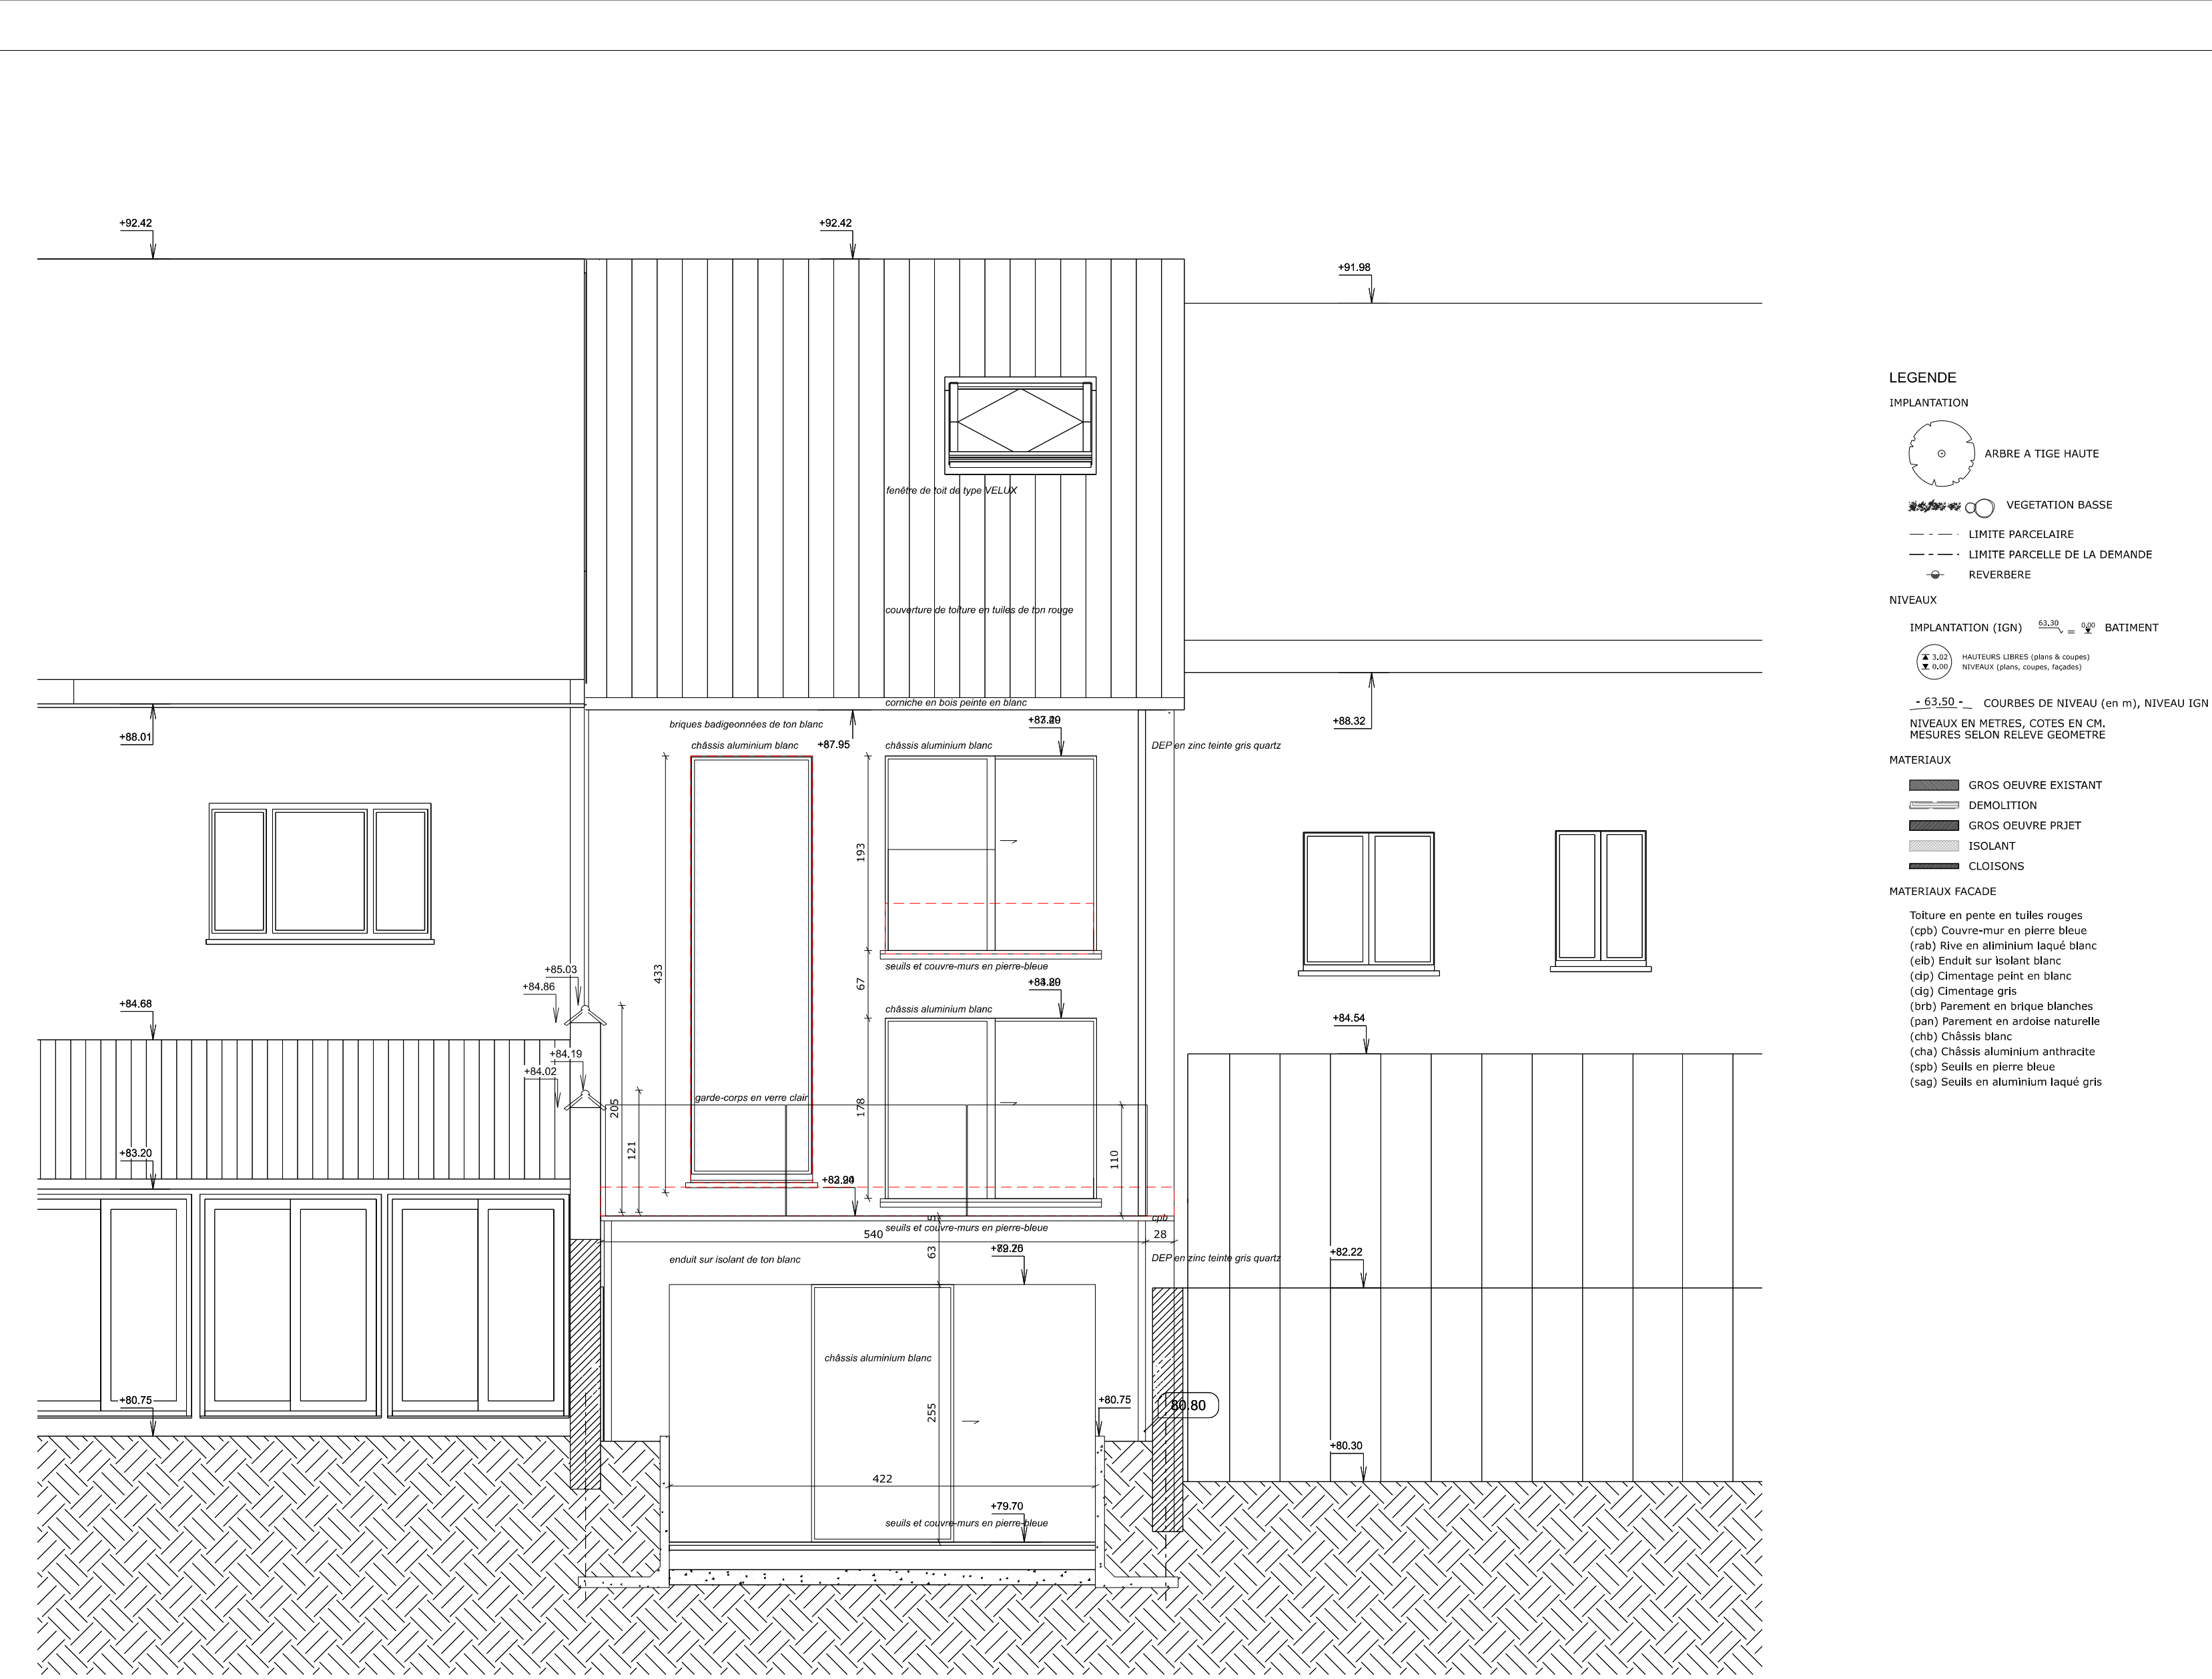 +92.42
+92.42
+91.98
fenêtre de toit de type VELUX
couverture de toiture en tuiles de ton rouge
corniche en bois peinte en blanc
briques badigeonnées de ton blanc
+88.01
+88.32
châssis aluminium blanc
+87.95
châssis aluminium blanc
DEP en zinc teinte gris quartz
193
433
seuils et couvre-murs en pierre-bleue
+85.03
+84.86
67
+84.68
châssis aluminium blanc
+84.54
+84.19
+84.02
garde-corps en verre clair
205
178
121
110
+83.20
cpb
seuils et couvre-murs en pierre-bleue
540
28
63
enduit sur isolant de ton blanc
DEP en zinc teinte gris quartz
+82.22
châssis aluminium blanc
+80.75
+80.75
80.80
255
+80.30
422
+79.70
seuils et couvre-murs en pierre-bleue
LEGENDE
IMPLANTATION
ARBRE A TIGE HAUTE
VEGETATION BASSE
LIMITE PARCELAIRE
LIMITE PARCELLE DE LA DEMANDE
REVERBERE
NIVEAUX
IMPLANTATION (IGN) 63.30 = 0.00 BATIMENT
3.02 HAUTEURS LIBRES (plans & coupes)
0.00 NIVEAUX (plans, coupes, façades)
- 63.50 - COURBES DE NIVEAU (en m), NIVEAU IGN
NIVEAUX EN METRES, COTES EN CM.
MESURES SELON RELEVE GEOMETRE
MATERIAUX
GROS OEUVRE EXISTANT
DEMOLITION
GROS OEUVRE PRJET
ISOLANT
CLOISONS
MATERIAUX FACADE
Toiture en pente en tuiles rouges
(cpb) Couvre-mur en pierre bleue
(rab) Rive en aliminium laqué blanc
(eib) Enduit sur isolant blanc
(cip) Cimentage peint en blanc
(cig) Cimentage gris
(brb) Parement en brique blanches
(pan) Parement en ardoise naturelle
(chb) Châssis blanc
(cha) Châssis aluminium anthracite
(spb) Seuils en pierre bleue
(sag) Seuils en aluminium laqué gris